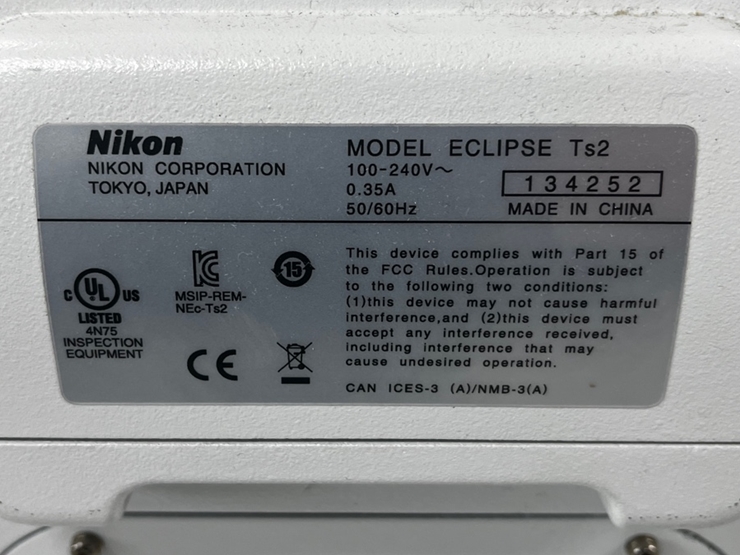 Nikon
NIKON CORPORATION
TOKYO, JAPAN
MODEL ECLIPSE Ts2
100-240V～
0.35A
50/60Hz
134252
MADE IN CHINA
C UL US
LISTED
4N75
INSPECTION
EQUIPMENT
KC
MSIP-REM-
NEc-Ts2
15
CE
This device complies with Part 15 of
the FCC Rules.Operation is subject
to the following two conditions:
(1)this device may not cause harmful
interference,and (2)this device must
accept any interference received,
including interference that may
cause undesired operation.
CAN ICES-3 (A)/NMB-3(A)